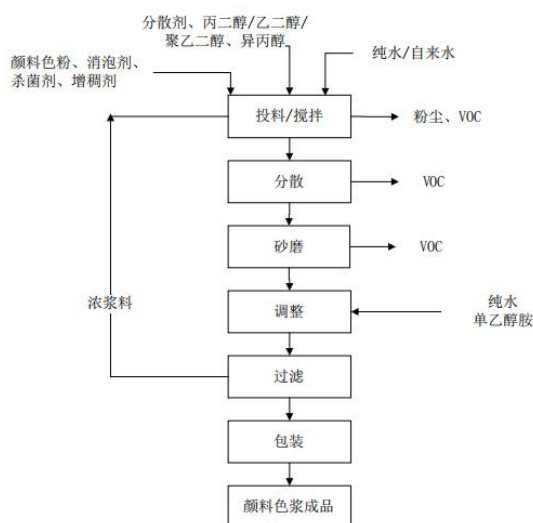 分散剂、丙二醇/乙二醇/
聚乙二醇、异丙醇
颜料色粉、消泡剂、
杀菌剂、增稠剂
纯水/自来水
投料/搅拌
粉尘、VOC
分散
VOC
砂磨
VOC
浓浆料
调整
纯水
单乙醇胺
过滤
包装
颜料色浆成品